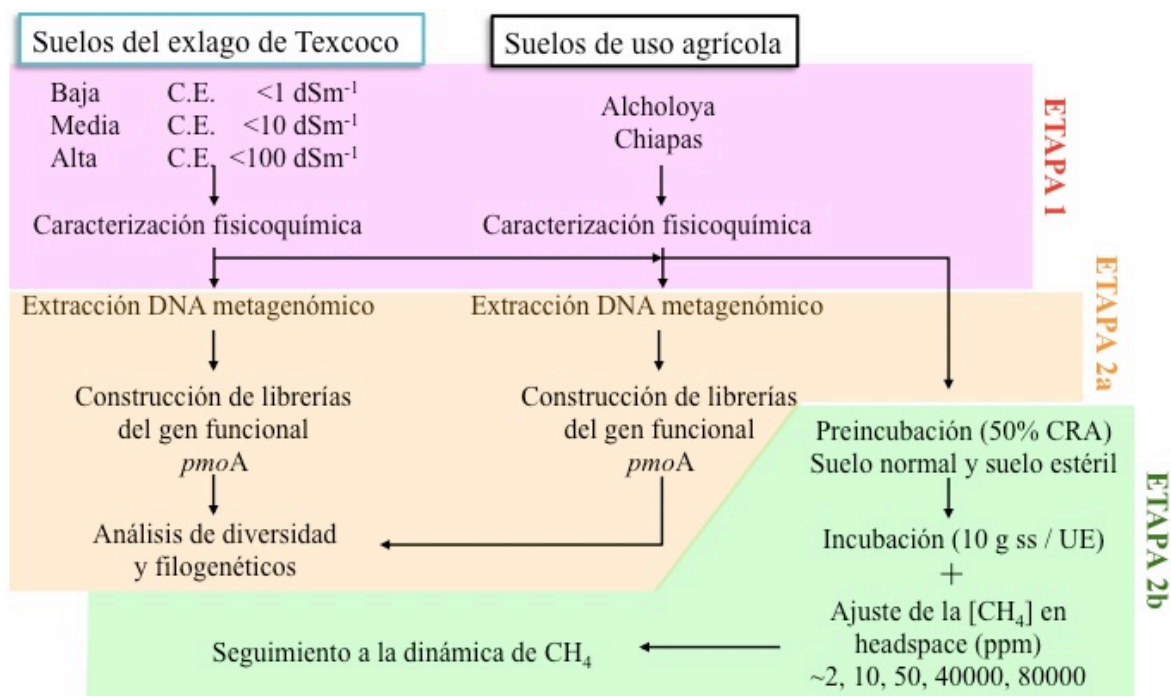 Suelos del exlago de Texcoco
Suelos de uso agrícola
Baja C.E. <1 dSm⁻¹
Media C.E. <10 dSm⁻¹
Alta C.E. <100 dSm⁻¹
Alcholoya
Chiapas
ETAPA 1
Caracterización fisicoquímica
Caracterización fisicoquímica
Extracción DNA metagenómico
Extracción DNA metagenómico
ETAPA 2a
Construcción de librerías
del gen funcional
pmoA
Construcción de librerías
del gen funcional
pmoA
Análisis de diversidad
y filogenéticos
Preincubación (50% CRA)
Suelo normal y suelo estéril
Incubación (10 g ss / UE)
+
Ajuste de la [CH₄] en
headspace (ppm)
~2, 10, 50, 40000, 80000
ETAPA 2b
Seguimiento a la dinámica de CH₄